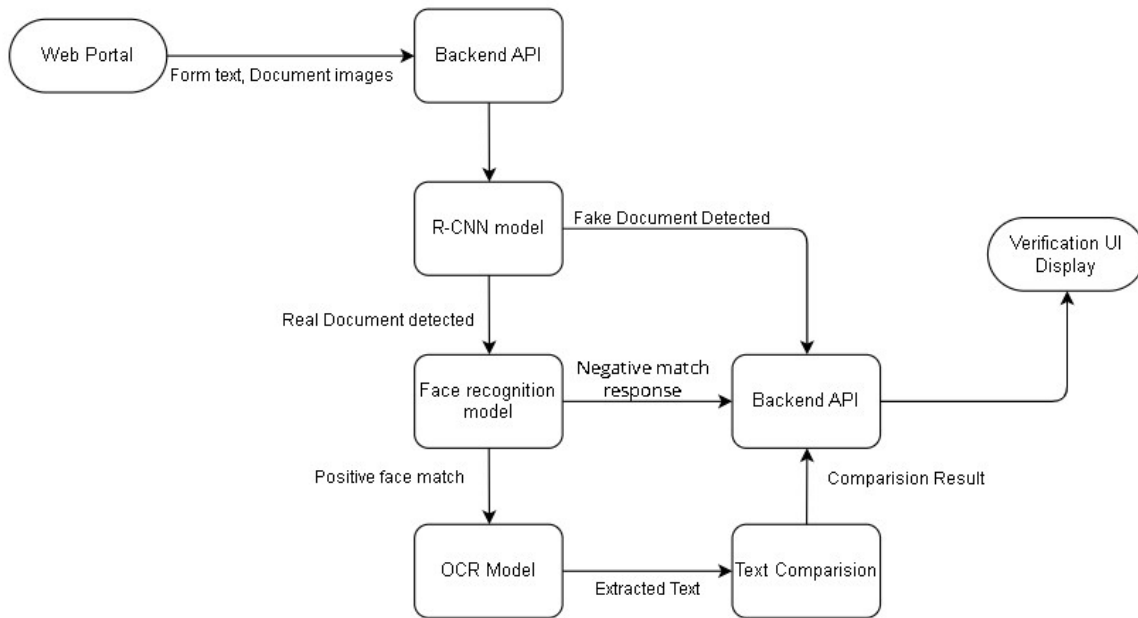 Web Portal
Backend API
Form text, Document images
R-CNN model
Fake Document Detected
Verification UI
Display
Real Document detected
Face recognition
model
Negative match
response
Backend API
Positive face match
Comparision Result
OCR Model
Extracted Text
Text Comparision